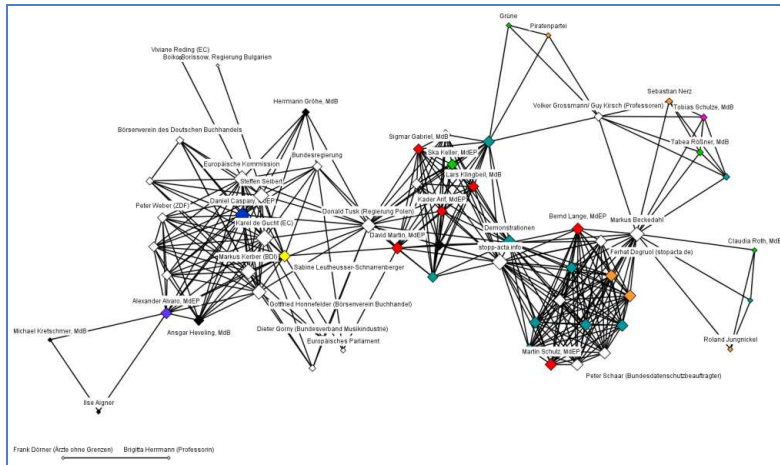 Grüne
Piratenpartei
Viviane Reding (EC)
Boiko Borissow, Regierung Bulgarien
Herrmann Gröhe, MdB
Sebastian Nerz
Volker Grossmann/ Guy Kirsch (Professoren)
Tobias Schulze, MdB
Börsenverein des Deutschen Buchhandels
Sigmar Gabriel, MdB
Tabea Rößner, MdB
Ska Keller, MdEP
Bundesregierung
Europäische Kommission
Lars Klingbeil, MdB
Steffen Seibert
Daniel Caspary, MdEP
Kader Arif, MdEP
Peter Weber (ZDF)
Donald Tusk (Regierung Polen)
Bernd Lange, MdEP
Karel de Gucht (EC)
Demonstrationen
David Martin, MdEP
Markus Beckedahl
Claudia Roth, MdB
stopp-acta.info
Ferhat Dogruol (stopacta.de)
Markus Kerber (BDI)
Sabine Leutheusser-Schnarrenberger
Alexander Alvaro, MdEP
Gottfried Honnefelder (Börsenverein Buchhandel)
Michael Kretschmer, MdB
Ansgar Heveling, MdB
Dieter Gorny (Bundesverband Musikindustrie)
Europäisches Parlament
Roland Jungnickel
Martin Schulz, MdEP
Peter Schaar (Bundesdatenschutzbeauftragter)
Ilse Aigner
Frank Dörner (Ärzte ohne Grenzen)
Brigitta Herrmann (Professorin)